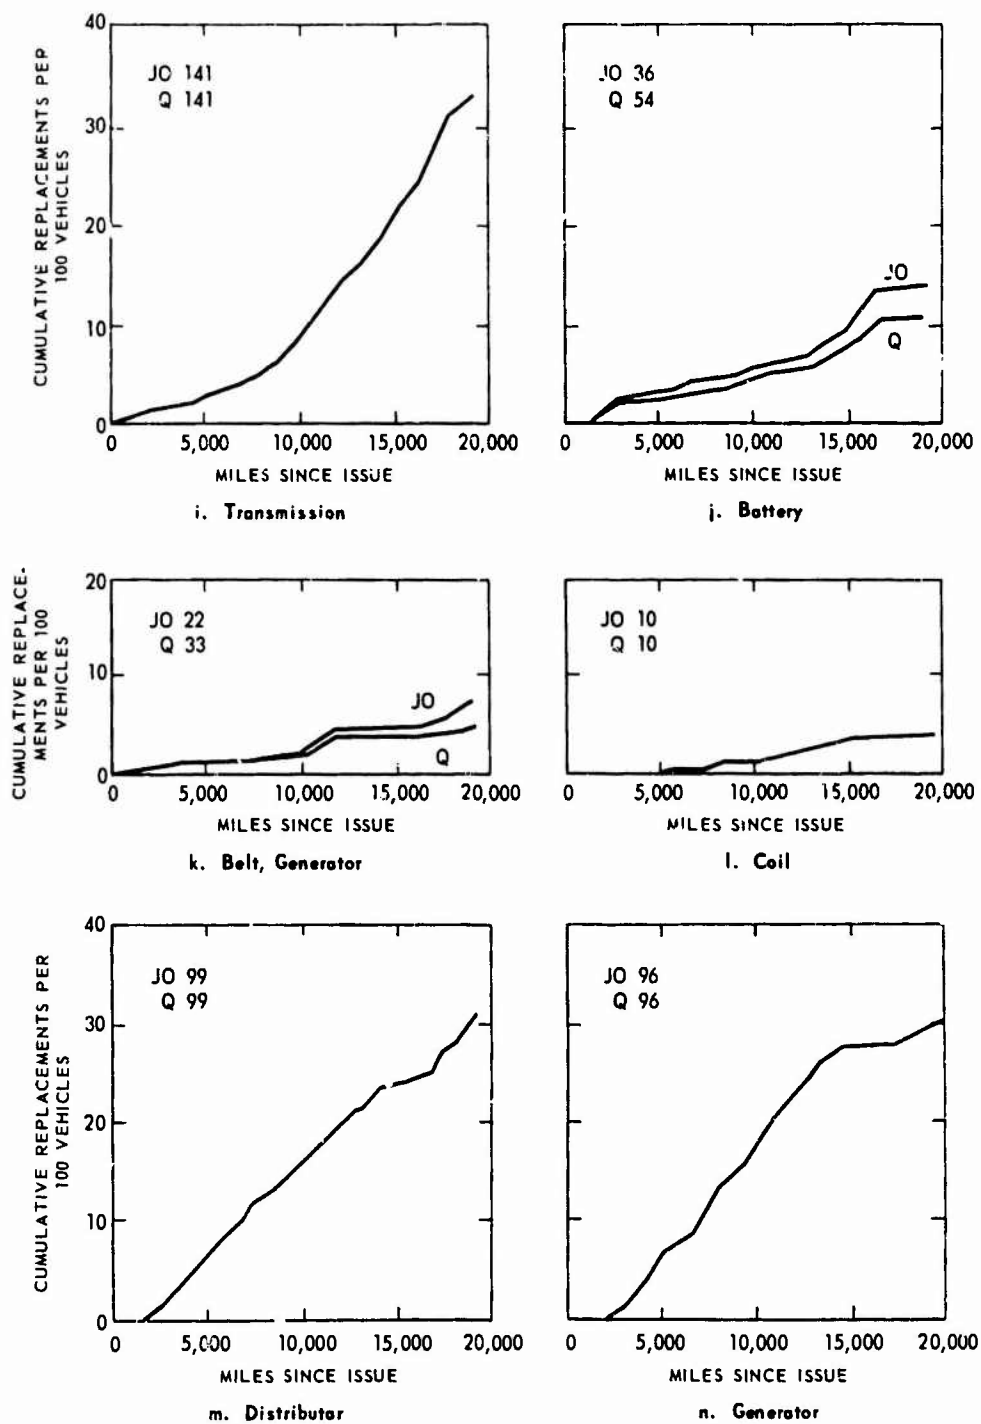 CUMULATIVE REPLACEMENTS PER
100 VEHICLES
40
30
20
10
0
JO 141
Q 141
0 5,000 10,000 15,000 20,000
MILES SINCE ISSUE
i. Transmission
JO 36
Q 54
JO
Q
0 5,000 10,000 15,000 20,000
MILES SINCE ISSUE
j. Battery
CUMULATIVE REPLACE-
MENTS PER 100
VEHICLES
20
10
0
JO 22
Q 33
JO
Q
0 5,000 10,000 15,000 20,000
MILES SINCE ISSUE
k. Belt, Generator
JO 10
Q 10
0 5,000 10,000 15,000 20,000
MILES SINCE ISSUE
l. Coil
CUMULATIVE REPLACEMENTS PER
100 VEHICLES
40
30
20
10
0
JO 99
Q 99
0 5,000 10,000 15,000 20,000
MILES SINCE ISSUE
m. Distributor
JO 96
Q 96
0 5,000 10,000 15,000 20,000
MILES SINCE ISSUE
n. Generator